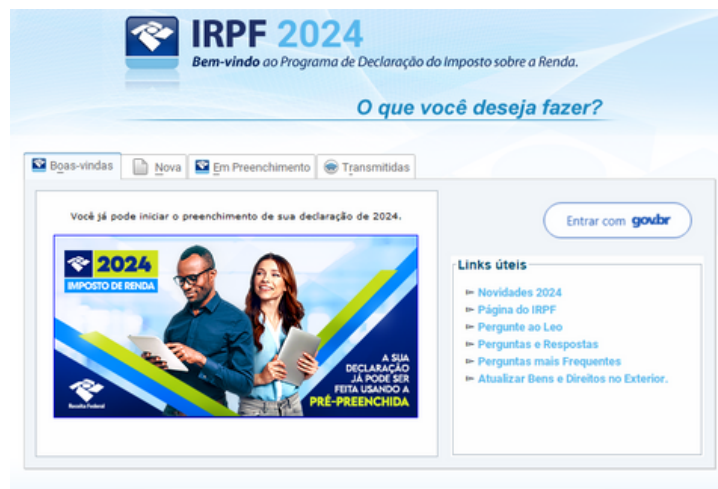 IRPF 2024
Bem-vindo ao Programa de Declaração do Imposto sobre a Renda.
O que você deseja fazer?
Boas-vindas
Nova
Em Preenchimento
Transmitidas
Você já pode iniciar o preenchimento de sua declaração de 2024.
2024
IMPOSTO DE RENDA
A SUA
DECLARAÇÃO
JÁ PODE SER
FEITA USANDO A
PRÉ-PREENCHIDA
Receita Federal
Entrar com gov.br
Links úteis
Novidades 2024
Página do IRPF
Pergunte ao Leo
Perguntas e Respostas
Perguntas mais Frequentes
Atualizar Bens e Direitos no Exterior.